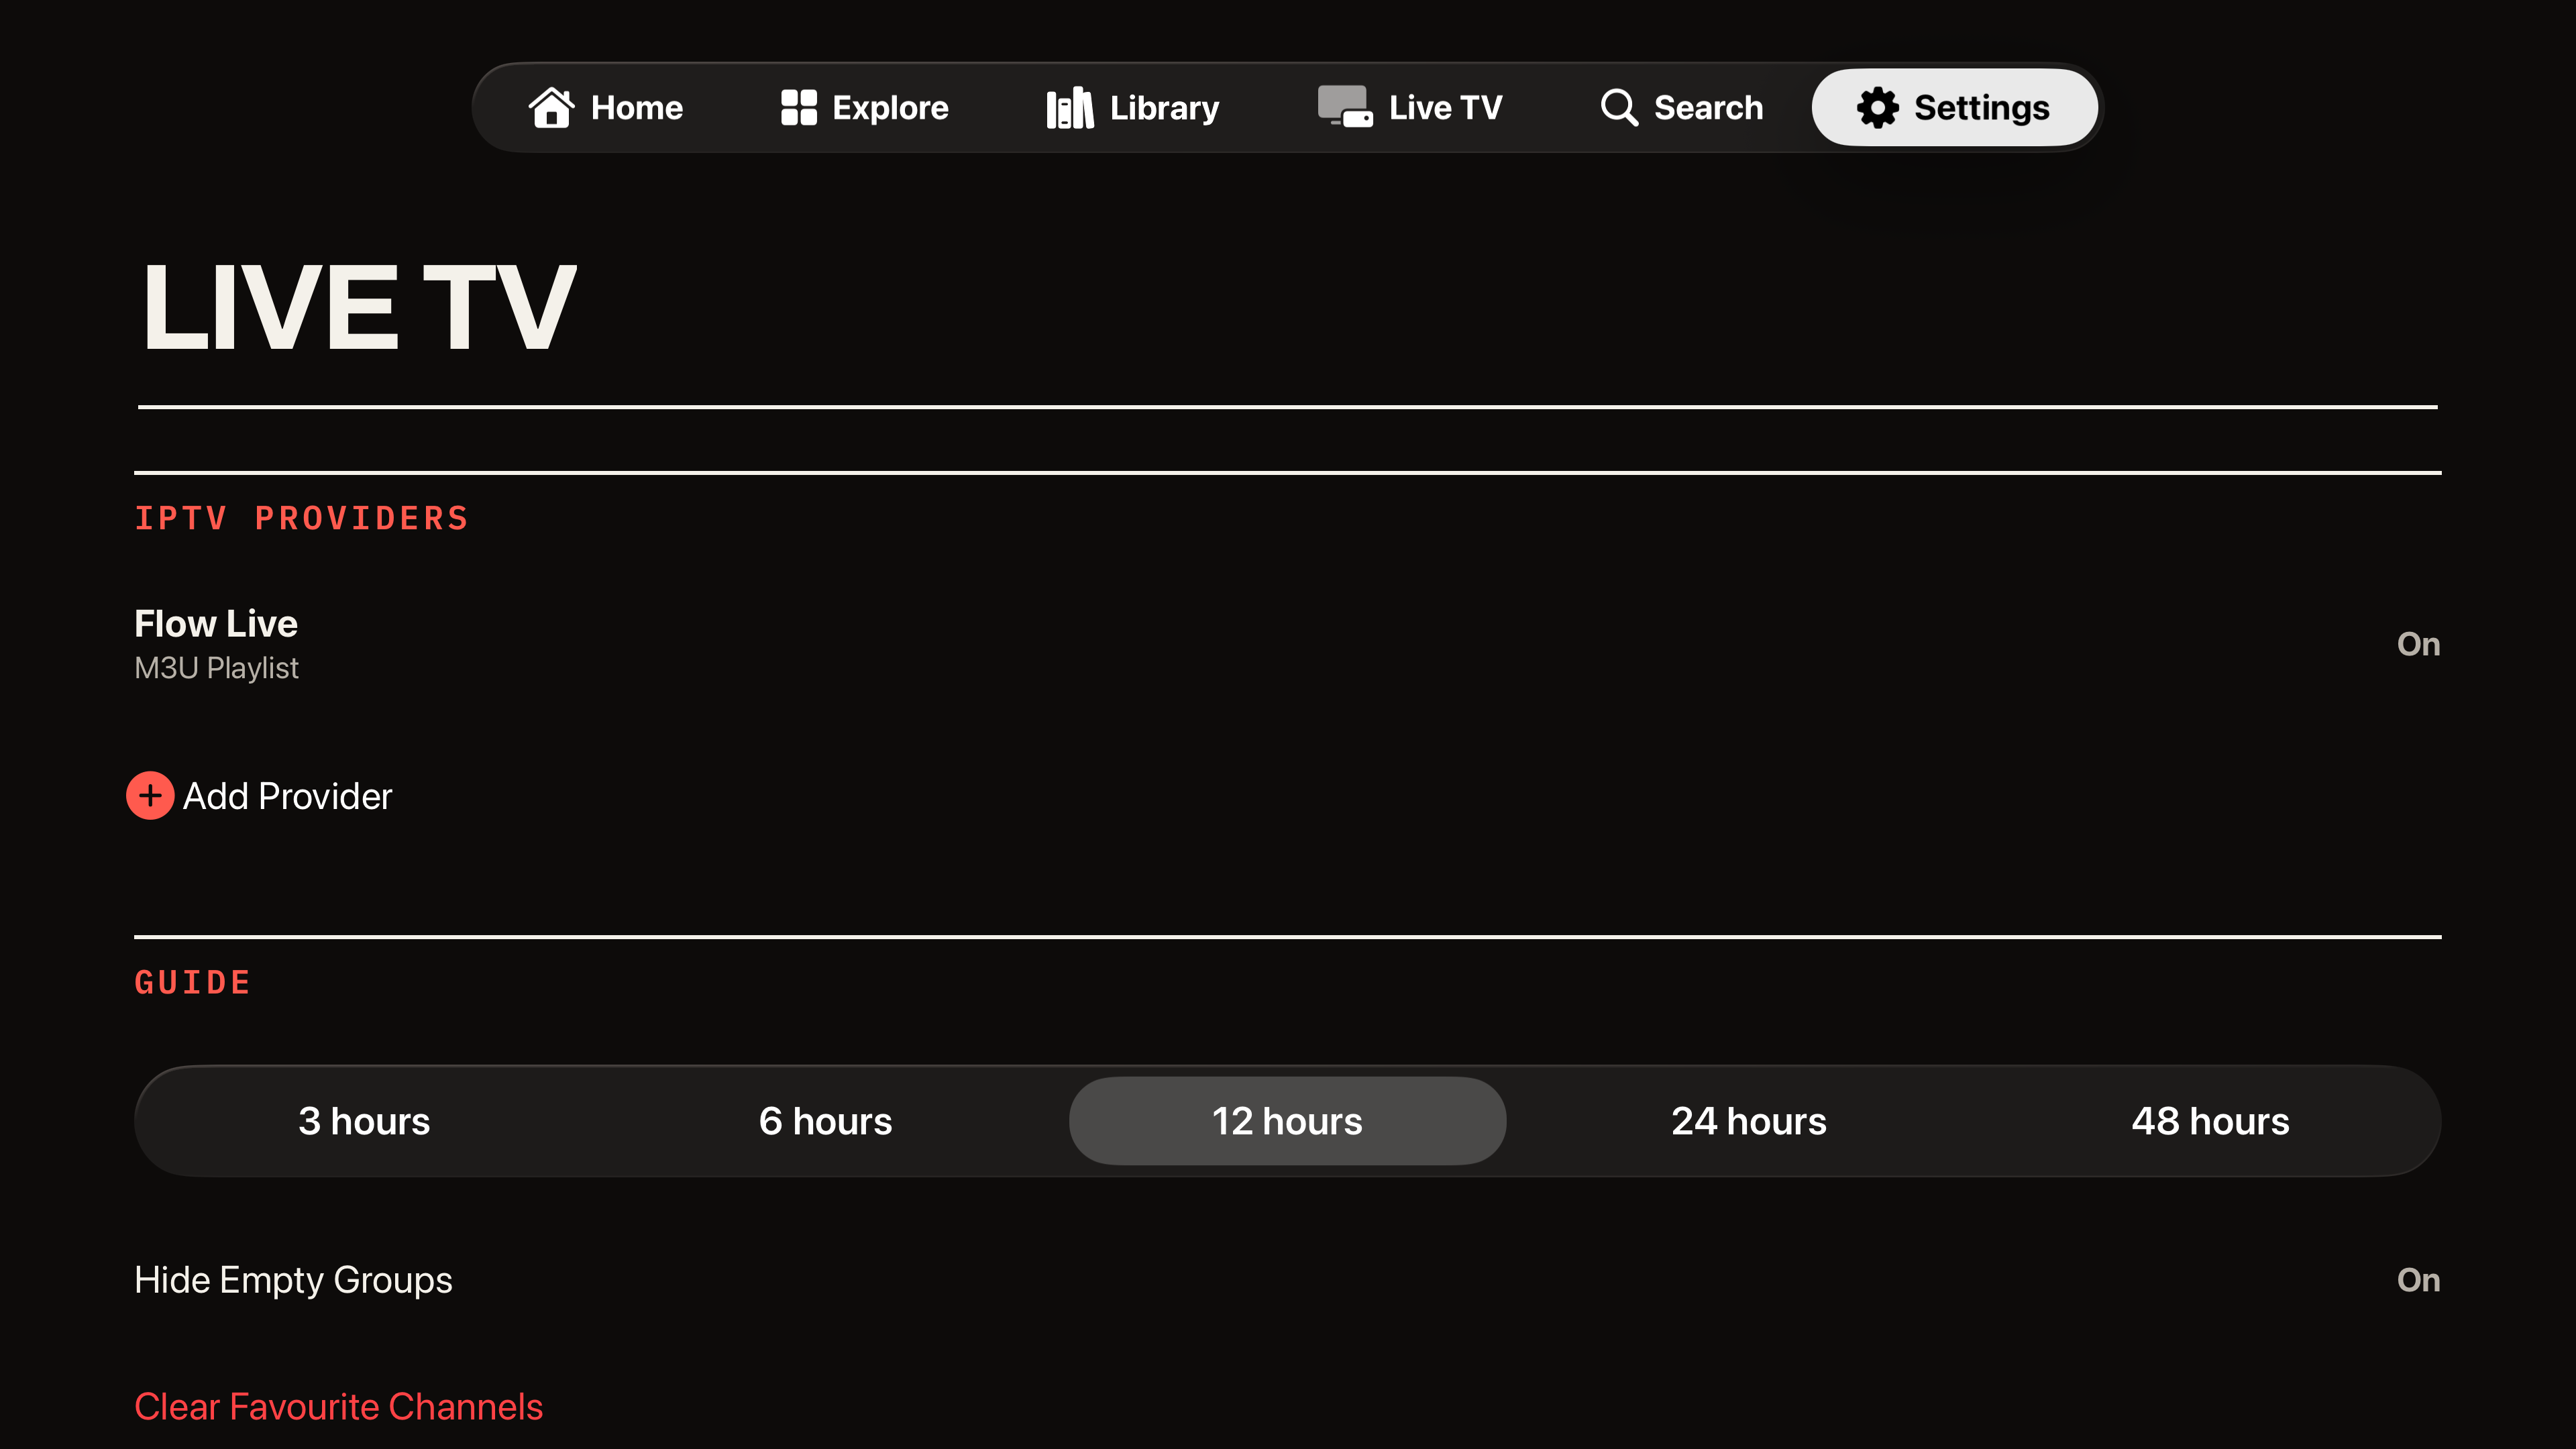 Home Explore Library Live TV Search Settings
LIVE TV
IPTV PROVIDERS
Flow Live
M3U Playlist
On
Add Provider
GUIDE
3 hours 6 hours 12 hours 24 hours 48 hours
Hide Empty Groups On
Clear Favourite Channels